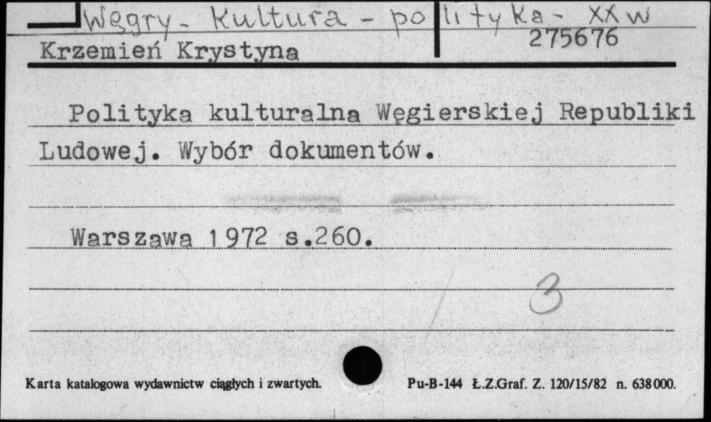 Węgry - Kultura - polityka - XX w
275676
Krzemień Krystyna
Polityka kulturalna Węgierskiej Republiki
Ludowej. Wybór dokumentów.
Warszawa 1972 s.260.
3
Karta katalogowa wydawnictw ciągłych i zwartych. Pu-B-144 Ł.Z.Graf. Z. 120/15/82 n. 638000.